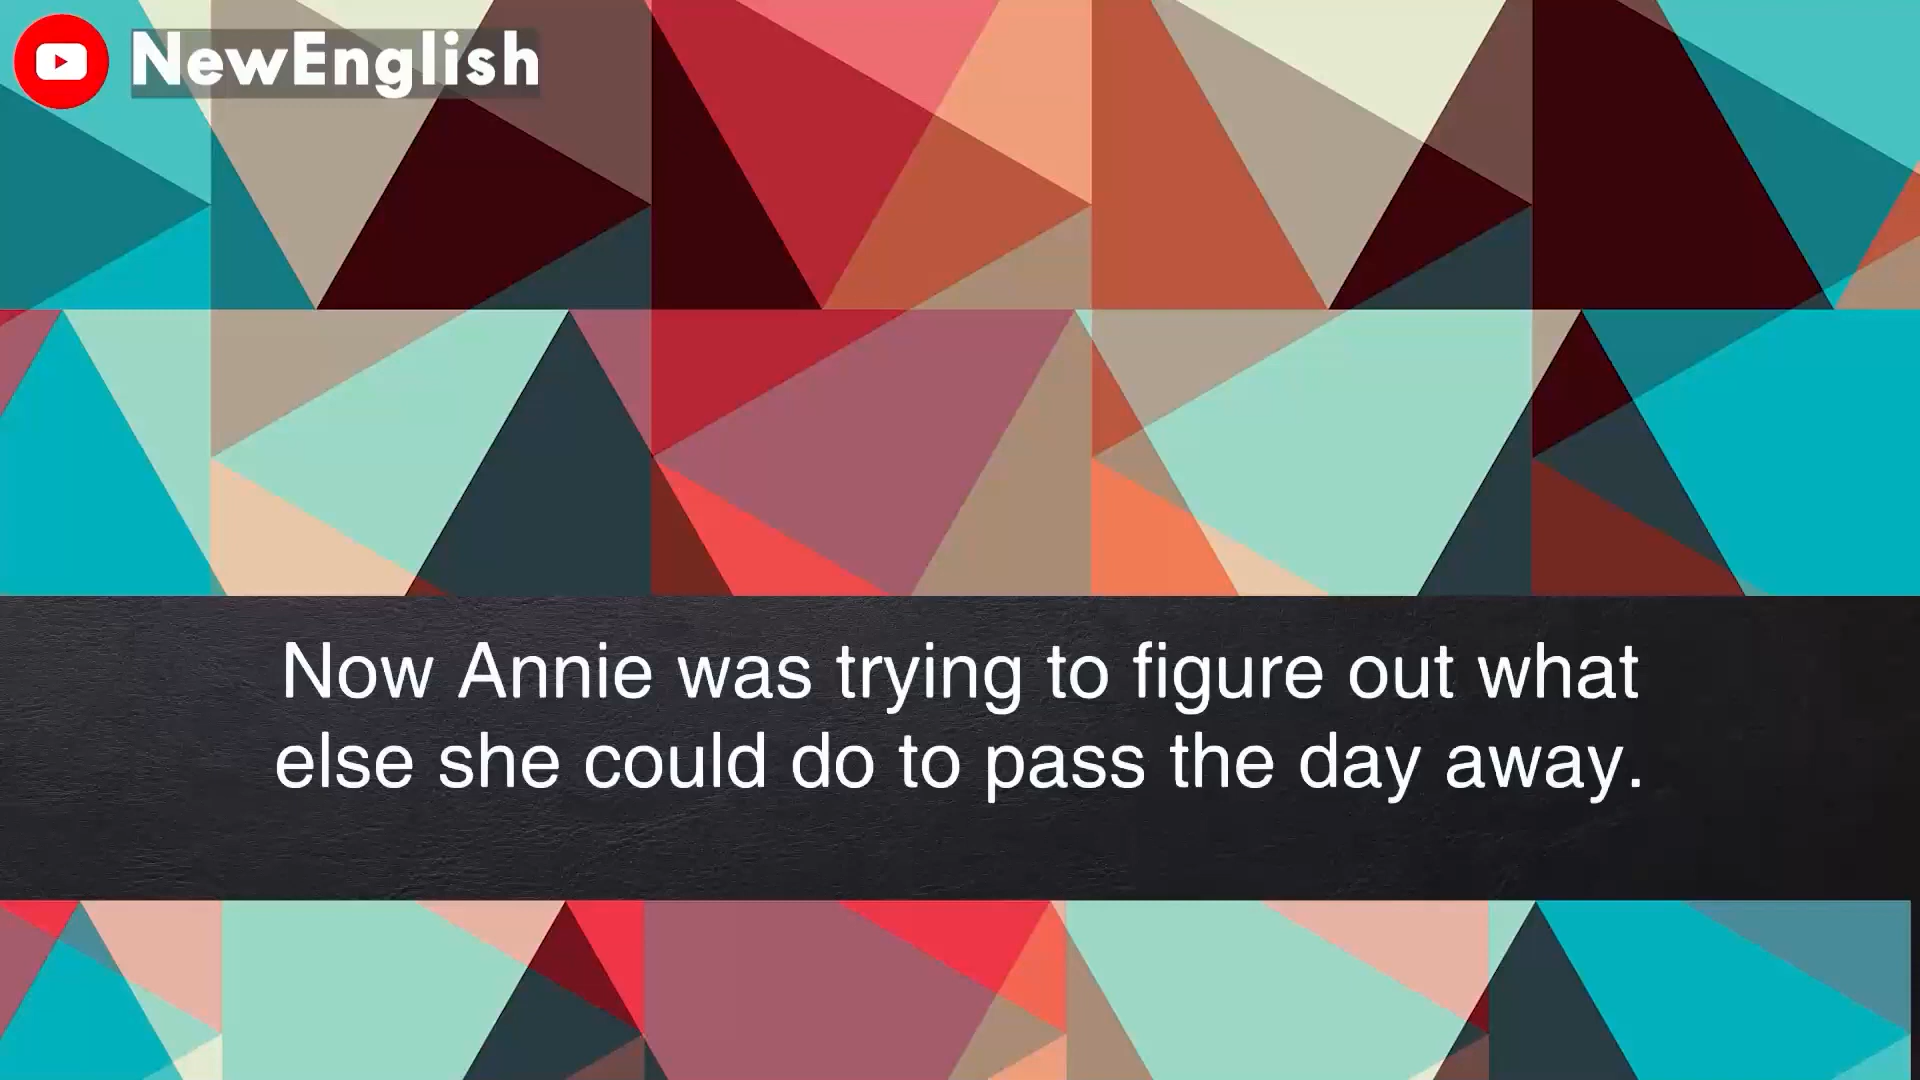 NewEnglish
Now Annie was trying to figure out what
else she could do to pass the day away.